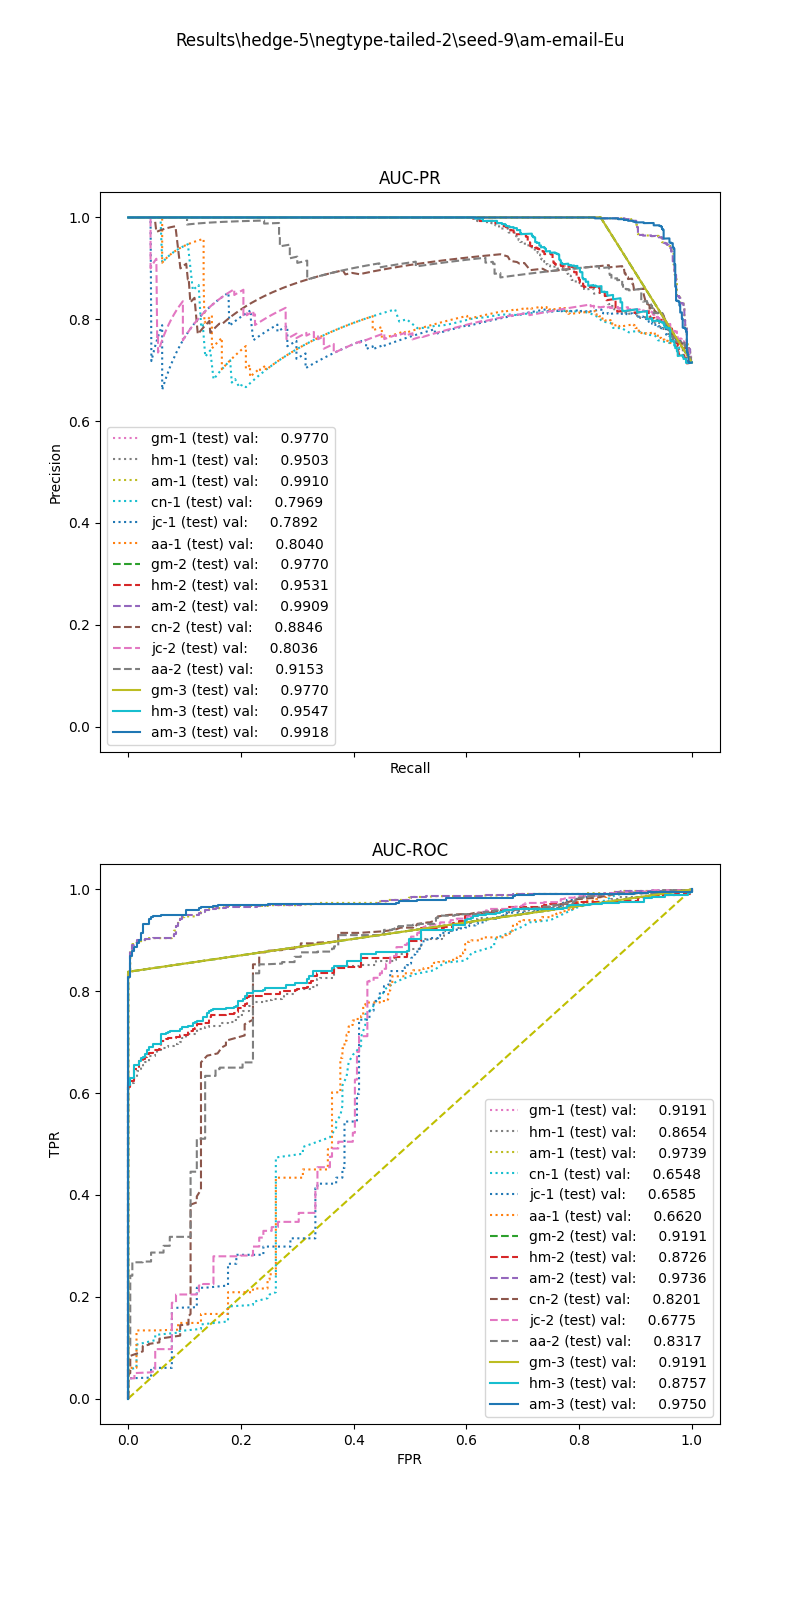 Results\hedge-5\negtype-tailed-2\seed-9\am-email-Eu
AUC-PR
1.0
0.8
0.6
0.4
0.2
0.0
Precision
gm-1 (test) val: 0.9770
hm-1 (test) val: 0.9503
am-1 (test) val: 0.9910
cn-1 (test) val: 0.7969
jc-1 (test) val: 0.7892
aa-1 (test) val: 0.8040
gm-2 (test) val: 0.9770
hm-2 (test) val: 0.9531
am-2 (test) val: 0.9909
cn-2 (test) val: 0.8846
jc-2 (test) val: 0.8036
aa-2 (test) val: 0.9153
gm-3 (test) val: 0.9770
hm-3 (test) val: 0.9547
am-3 (test) val: 0.9918
Recall
AUC-ROC
1.0
0.8
0.6
0.4
0.2
0.0
TPR
gm-1 (test) val: 0.9191
hm-1 (test) val: 0.8654
am-1 (test) val: 0.9739
cn-1 (test) val: 0.6548
jc-1 (test) val: 0.6585
aa-1 (test) val: 0.6620
gm-2 (test) val: 0.9191
hm-2 (test) val: 0.8726
am-2 (test) val: 0.9736
cn-2 (test) val: 0.8201
jc-2 (test) val: 0.6775
aa-2 (test) val: 0.8317
gm-3 (test) val: 0.9191
hm-3 (test) val: 0.8757
am-3 (test) val: 0.9750
0.0 0.2 0.4 0.6 0.8 1.0
FPR